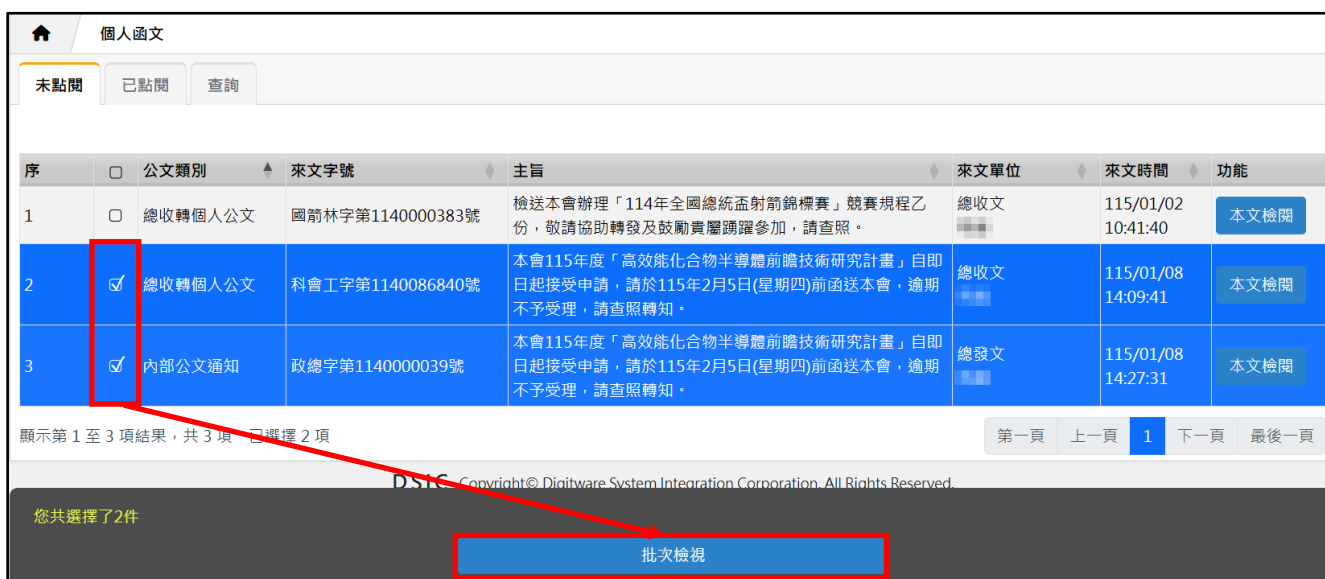 個人函文
未點閱 已點閱 查詢
序 公文類別 來文字號 主旨 來文單位 來文時間 功能
1 總收轉個人公文 國箭林字第1140000383號 檢送本會辦理「114年全國總統盃射箭錦標賽」競賽規程乙 總收文 115/01/02 本文檢閱
份，敬請協助轉發及鼓勵貴屬踴躍參加，請查照。 10:41:40
2 總收轉個人公文 科會工字第1140086840號 本會115年度「高效能化合物半導體前瞻技術研究計畫」自即 總收文 115/01/08 本文檢閱
日起接受申請，請於115年2月5日(星期四)前函送本會，逾期 14:09:41
不予受理，請查照轉知。
3 內部公文通知 政總字第1140000039號 本會115年度「高效能化合物半導體前瞻技術研究計畫」自即 總發文 115/01/08 本文檢閱
日起接受申請，請於115年2月5日(星期四)前函送本會，逾期 14:27:31
不予受理，請查照轉知。
顯示第 1 至 3 項結果，共 3 項 已選擇 2 項 第一頁 上一頁 1 下一頁 最後一頁
DSIC Copyright© Digitware System Integration Corporation. All Rights Reserved.
您共選擇了2件
批次檢視